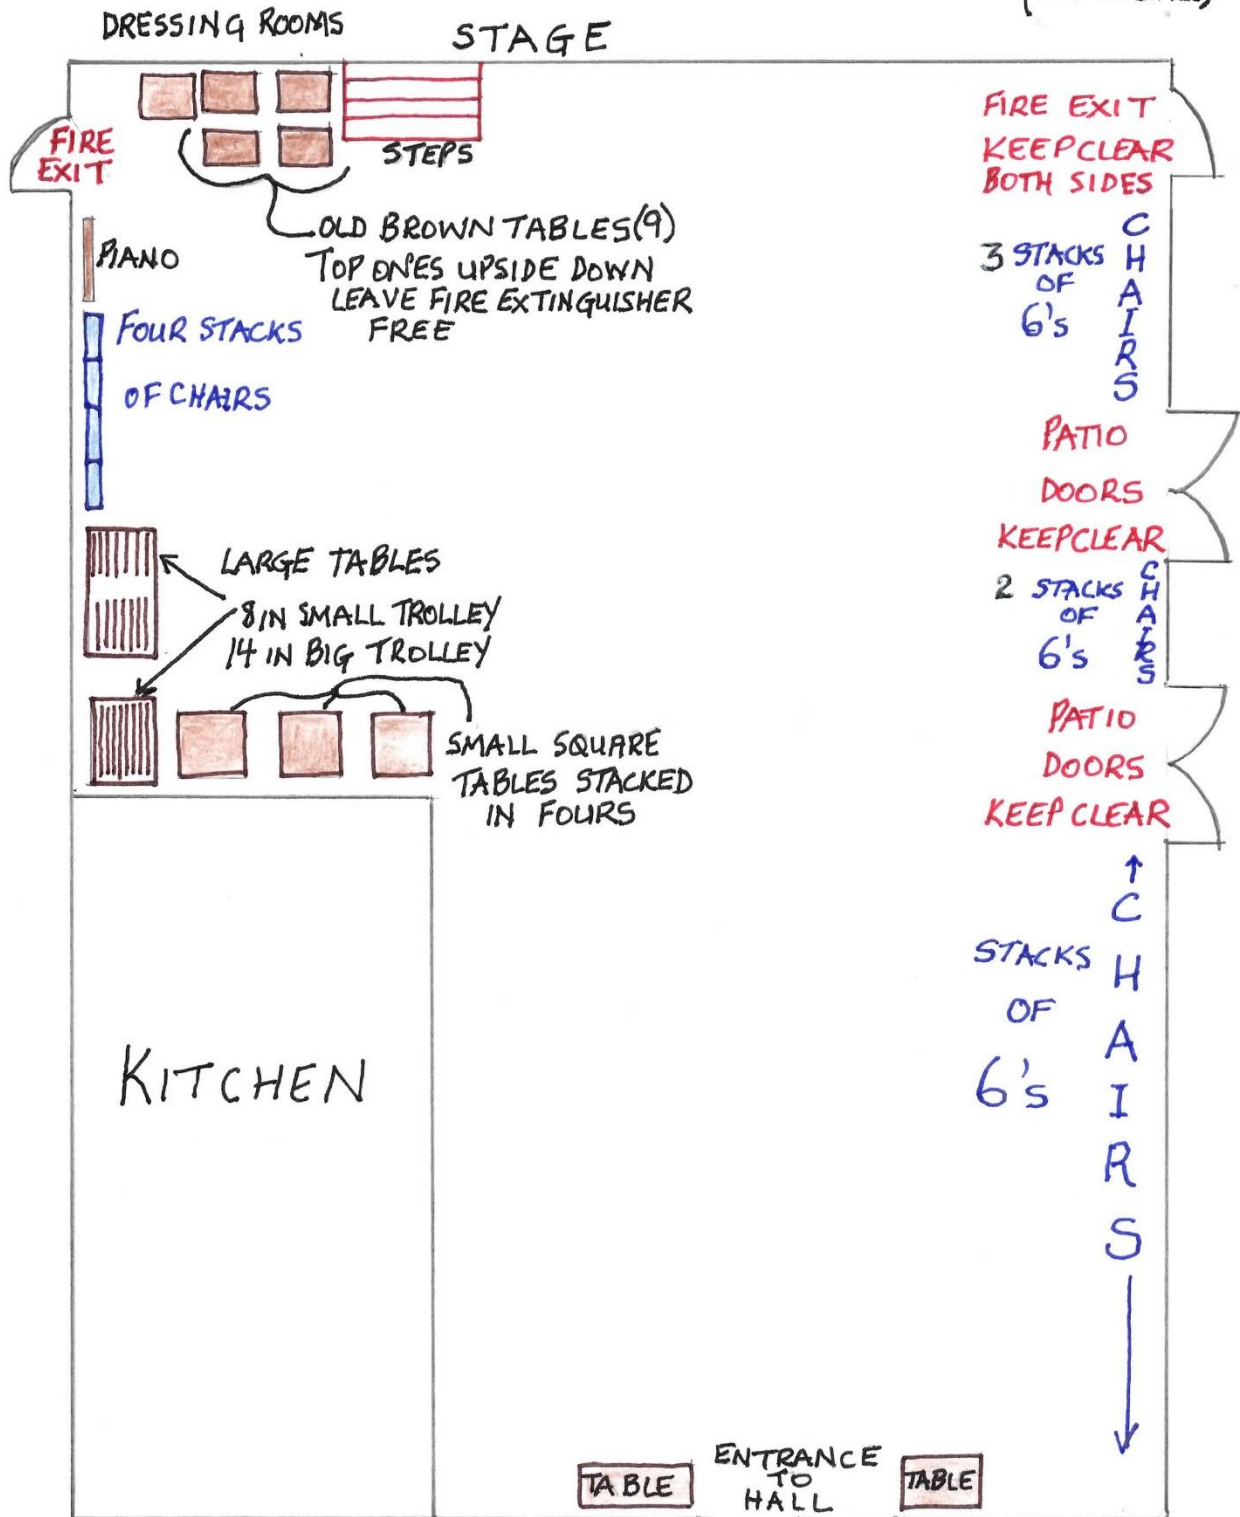 DRESSING ROOMS
STAGE
FIRE
EXIT
STEPS
FIRE EXIT
KEEP CLEAR
BOTH SIDES
PIANO
OLD BROWN TABLES (9)
TOP ONES UPSIDE DOWN
LEAVE FIRE EXTINGUISHER
FREE
3 STACKS
OF
6's
CHAIRS
FOUR STACKS
OF CHAIRS
PATIO
DOORS
KEEP CLEAR
LARGE TABLES
8 IN SMALL TROLLEY
14 IN BIG TROLLEY
2 STACKS
OF
6's
CHAIRS
SMALL SQUARE
TABLES STACKED
IN FOURS
PATIO
DOORS
KEEP CLEAR
STACKS
OF
6's
CHAIRS
KITCHEN
TABLE
ENTRANCE
TO
HALL
TABLE